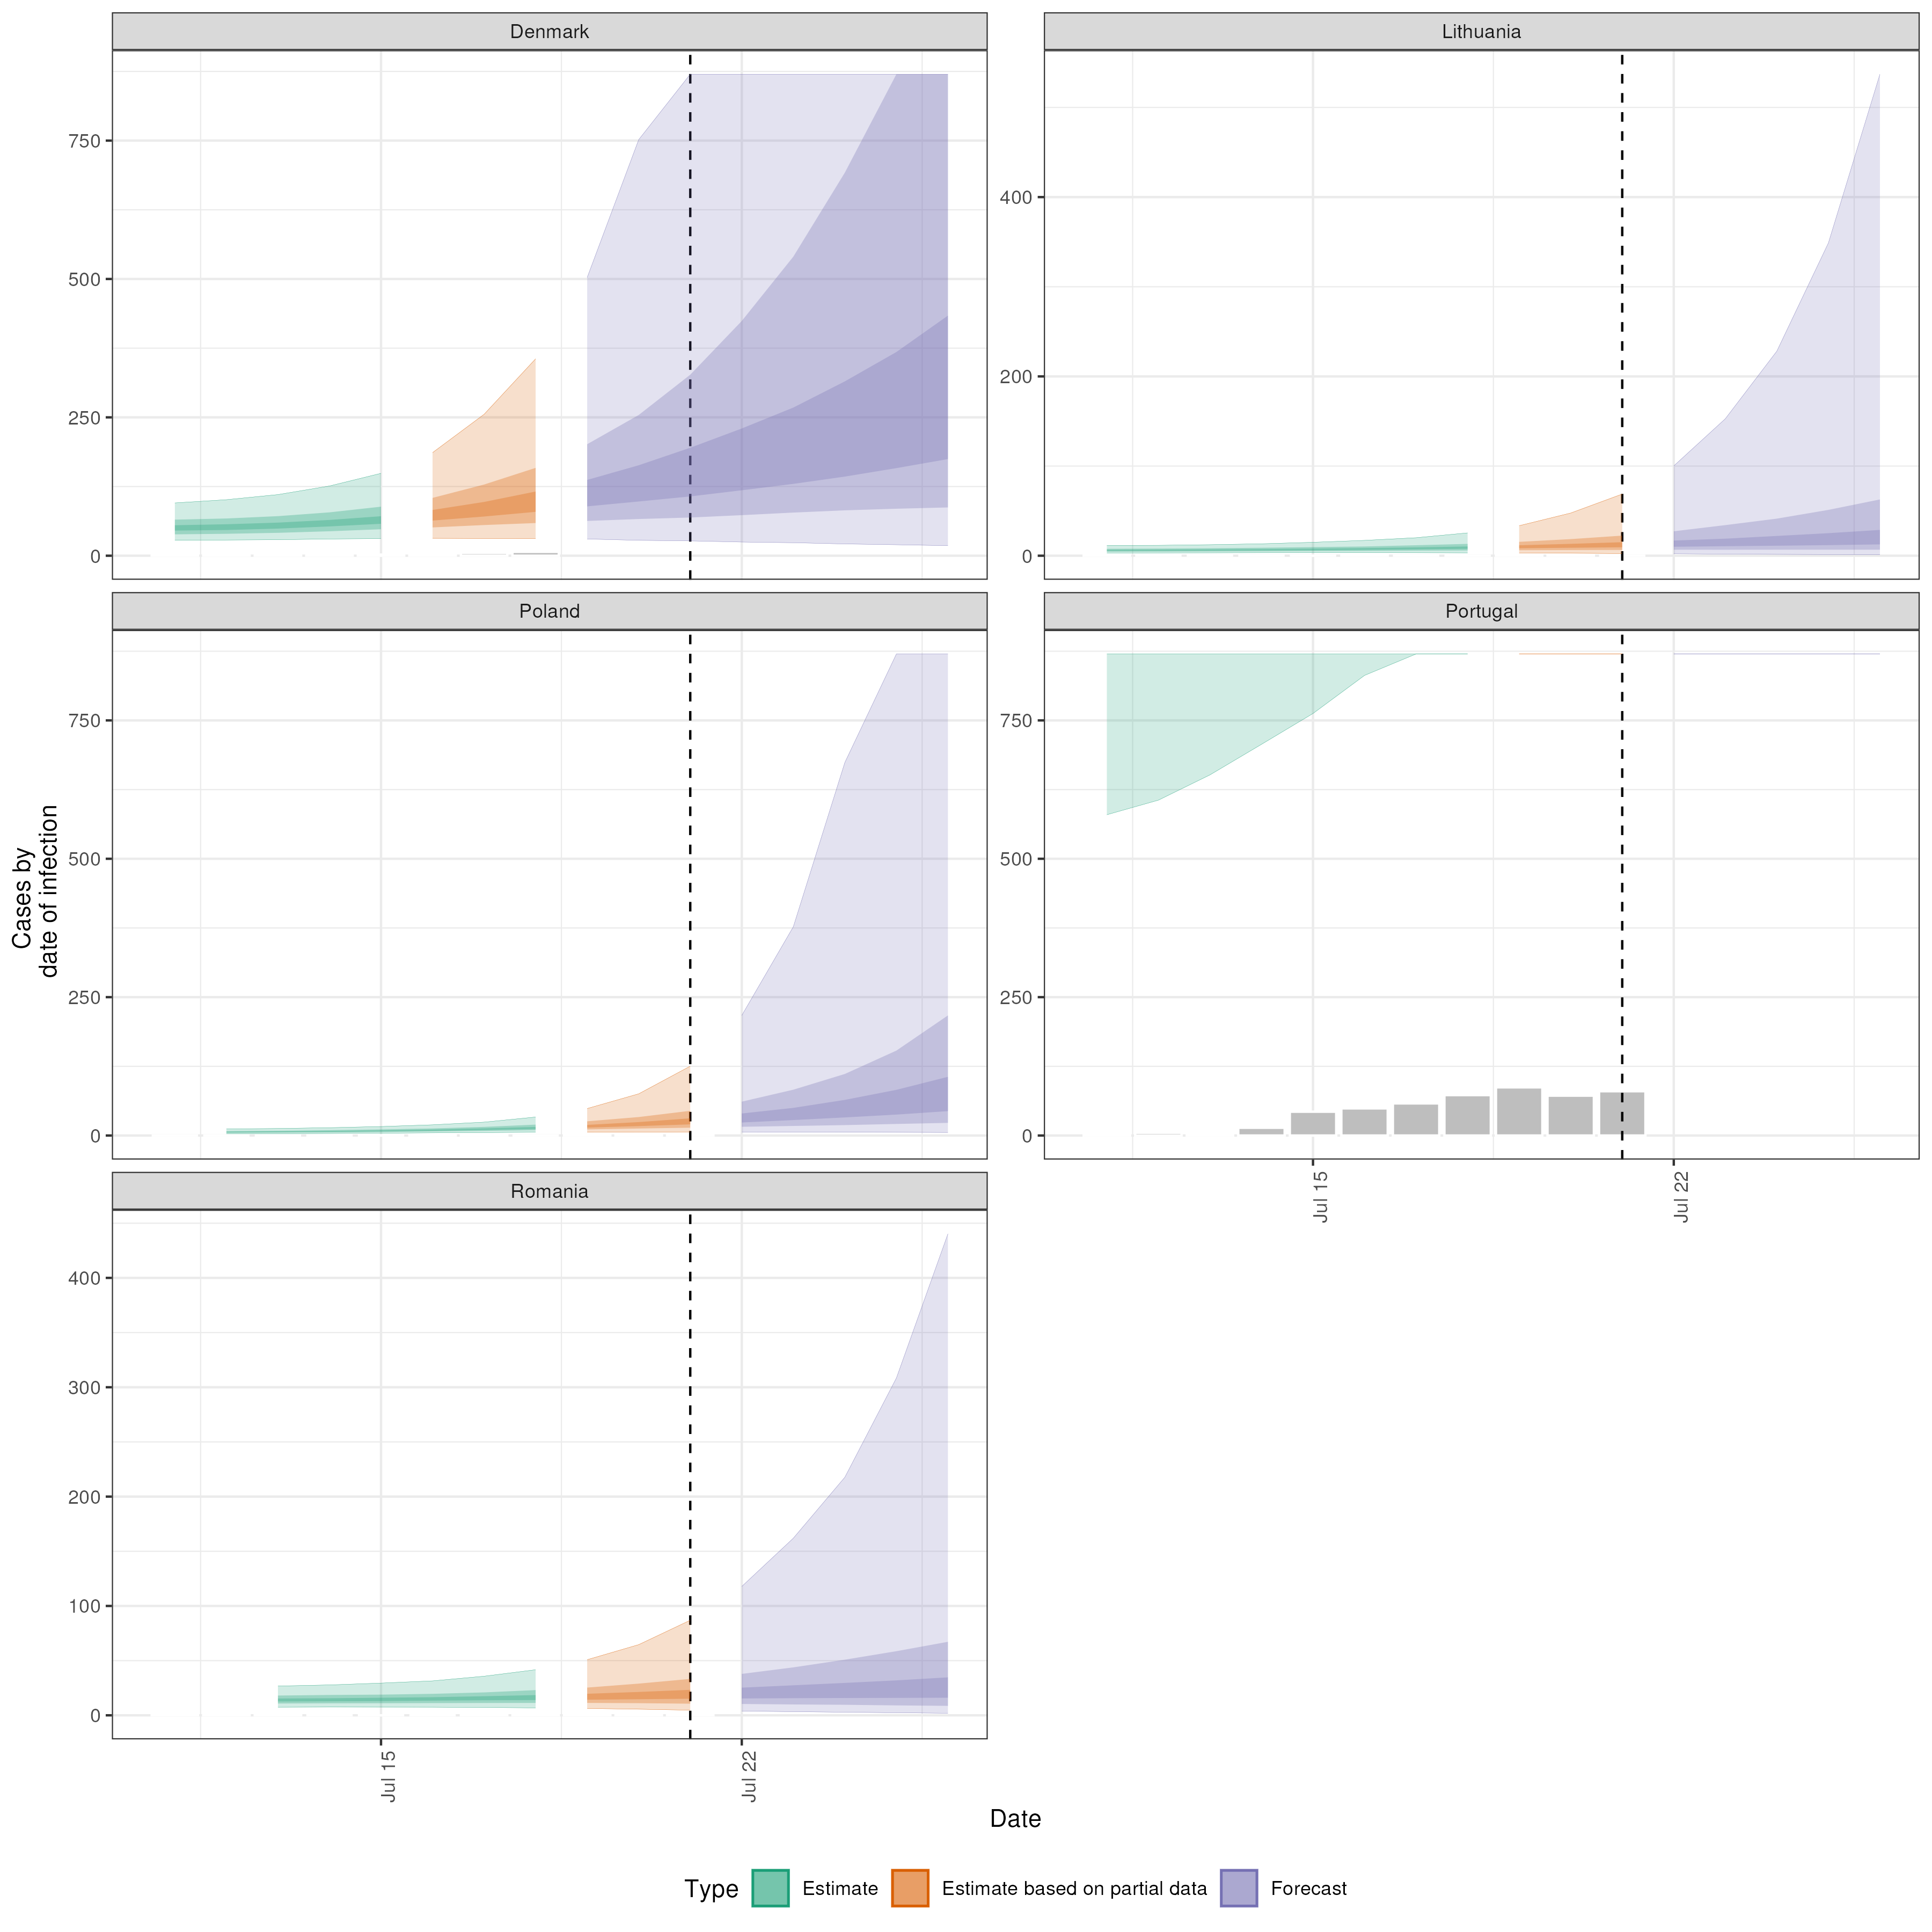 Denmark
Lithuania
750
500
250
0
400
200
0
Poland
Portugal
750
500
250
0
750
500
250
0
Jul 15
Jul 22
Romania
400
300
200
100
0
Jul 15
Jul 22
Cases by
date of infection
Date
Type
Estimate
Estimate based on partial data
Forecast